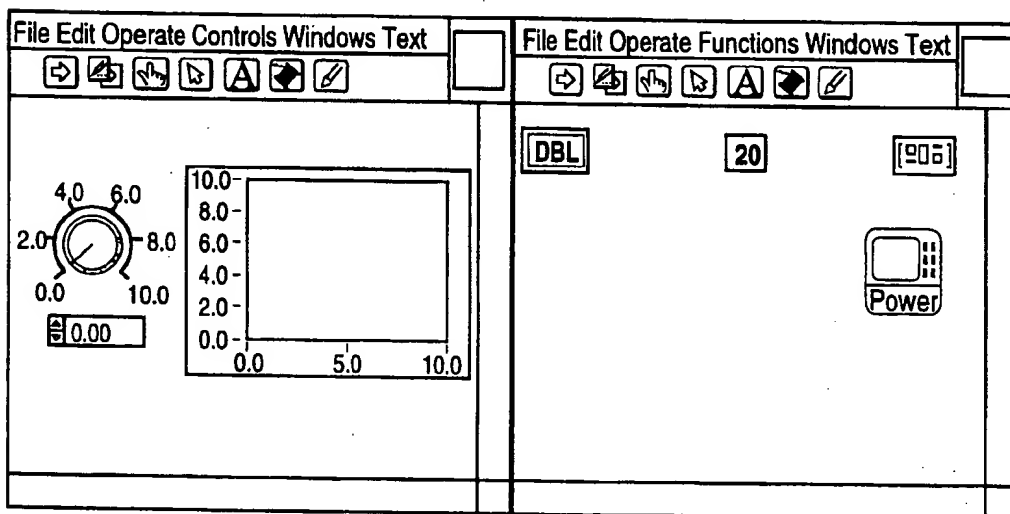 File Edit Operate Controls Windows Text
A
4.0 6.0
2.0 8.0
0.0 10.0
0.00
10.0
8.0
6.0
4.0
2.0
0.0
0.0 5.0 10.0
File Edit Operate Functions Windows Text
A
DBL 20
Power